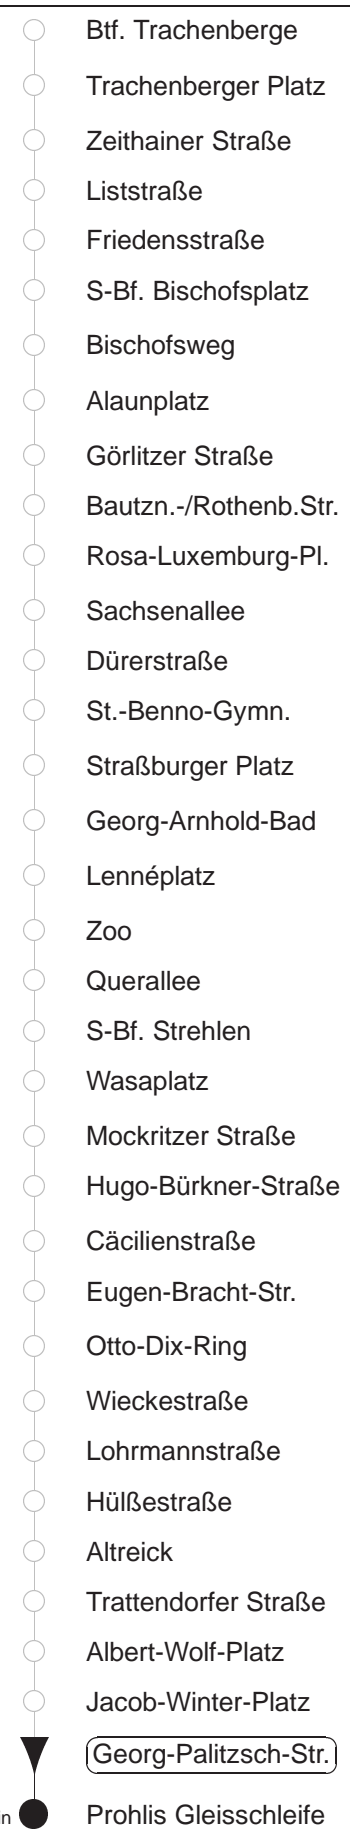 Btf. Trachenberge
Trachenberger Platz
Zeithainer Straße
Liststraße
Friedensstraße
S-Bf. Bischofsplatz
Bischofsweg
Alaunplatz
Görlitzer Straße
Bautzn.-/Rothenb.Str.
Rosa-Luxemburg-Pl.
Sachsenallee
Dürerstraße
St.-Benno-Gymn.
Straßburger Platz
Georg-Arnhold-Bad
Lennéplatz
Zoo
Querallee
S-Bf. Strehlen
Wasaplatz
Mockritzer Straße
Hugo-Bürkner-Straße
Cäcilienstraße
Eugen-Bracht-Str.
Otto-Dix-Ring
Wieckestraße
Lohrmannstraße
Hülßestraße
Altreick
Trattendorfer Straße
Albert-Wolf-Platz
Jacob-Winter-Platz
Georg-Palitzsch-Str.
Prohlis Gleisschleife